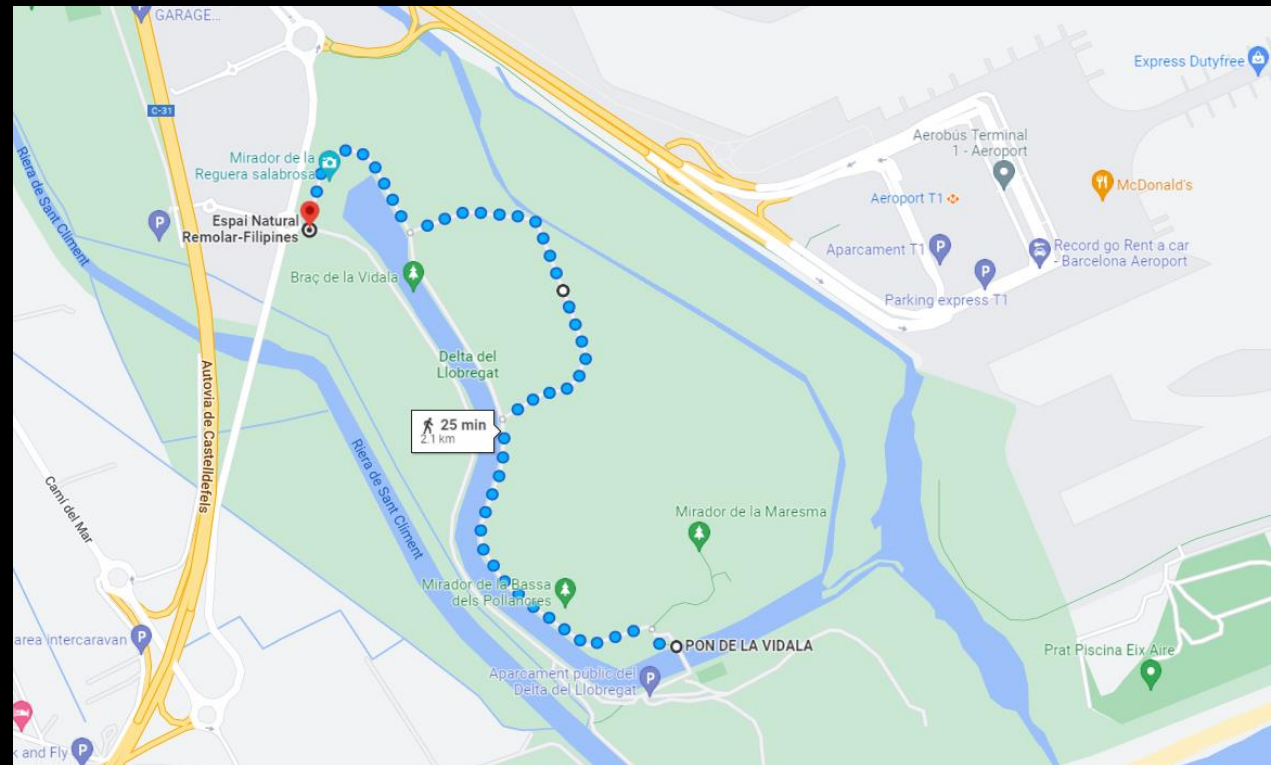 GARAGE...
Express Dutyfree
C-31
Riera de Sant Climent
Mirador de la
Reguera salabrosa
Aerobús Terminal
1 - Aeroport
McDonald's
Aeroport T1
Espai Natural
Remolar-Filipines
Aparcament T1
Record go Rent a car
- Barcelona Aeroport
Braç de la Vidala
Parking express T1
Delta del
Llobregat
Autovia de Castelldefels
25 min
2.1 km
Riera de Sant Climent
Camí del Mar
Mirador de la Maresma
Mirador de la Bassa
dels Pollancres
area intercaravan
PON DE LA VIDALA
Prat Piscina Eix Aire
Aparcament públic del
Delta del Llobregat
k and Fly